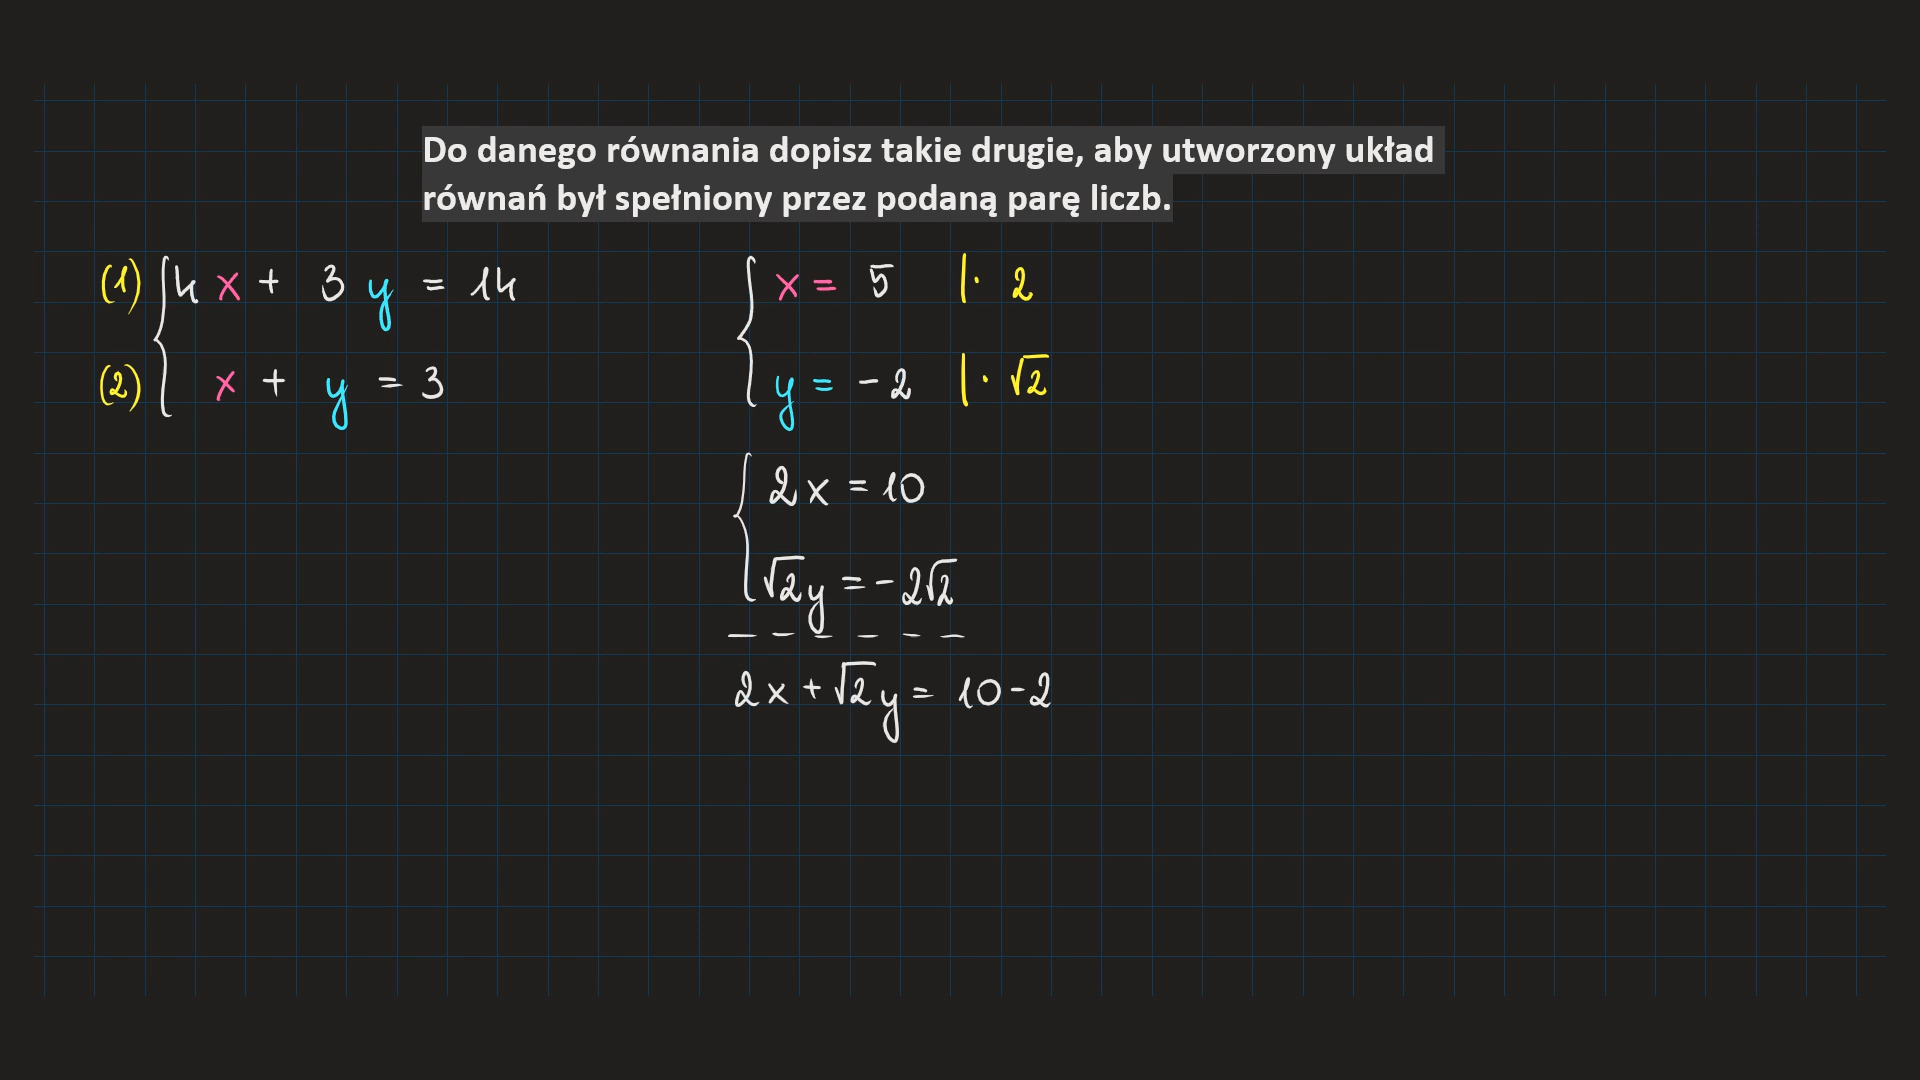 Do danego równania dopisz takie drugie, aby utworzony układ
równań był spełniony przez podaną parę liczb.
(1) { 4x + 3y = 14
(2) x + y = 3
{ x = 5 |· 2
y = -2 |· √2
{ 2x = 10
√2y = -2√2
2x + √2y = 10 - 2